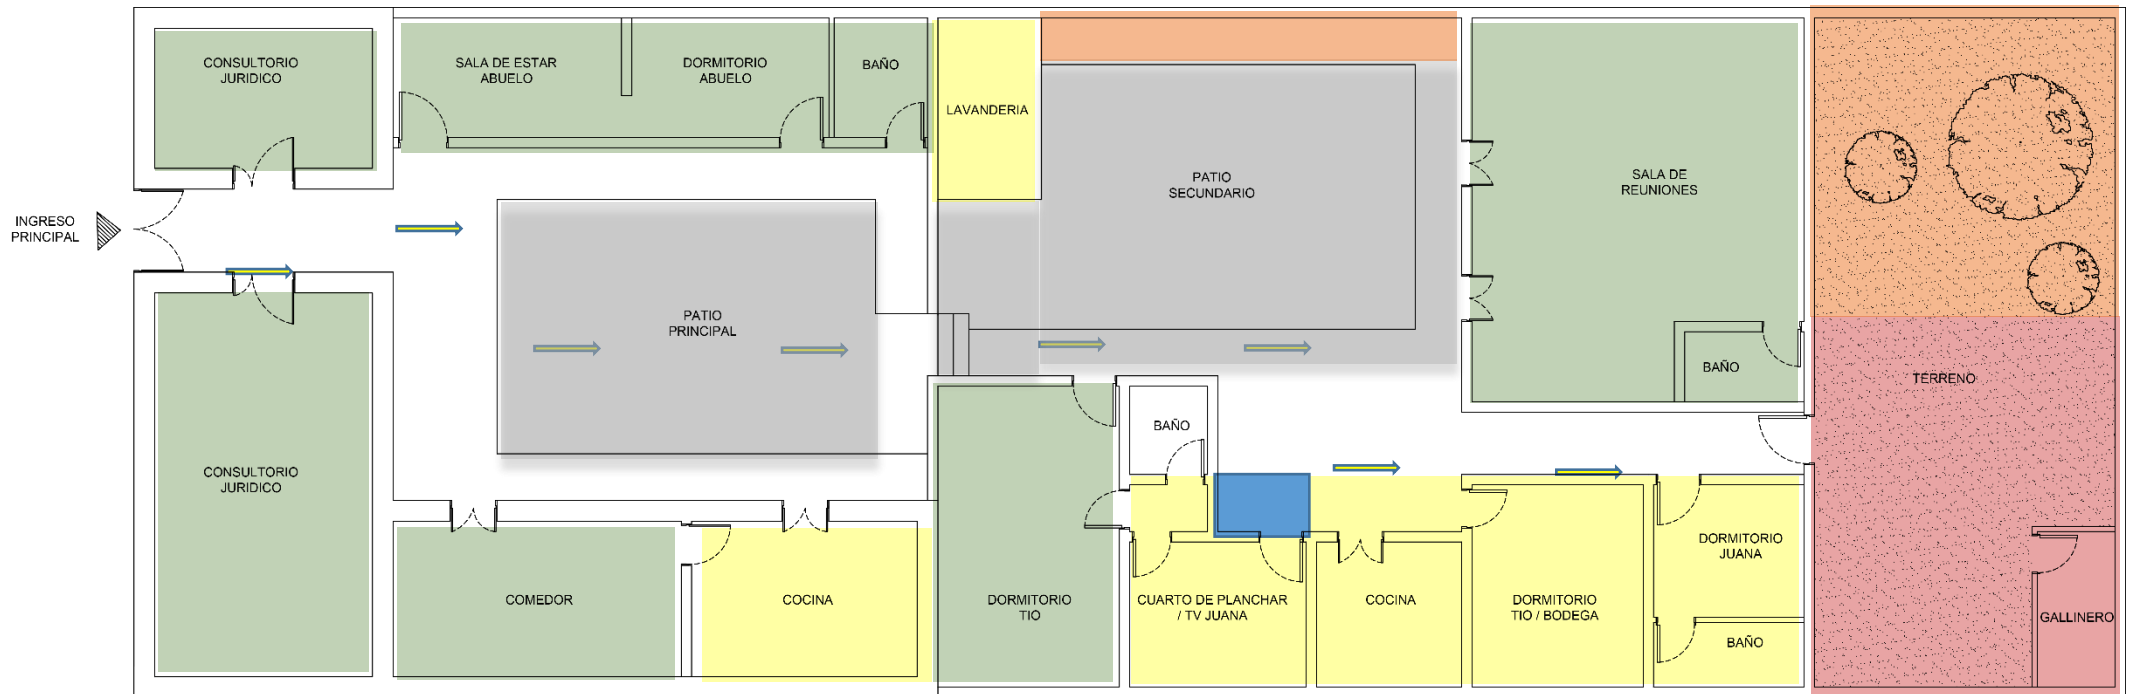 CONSULTORIO
JURIDICO
SALA DE ESTAR
ABUELO
DORMITORIO
ABUELO
BAÑO
LAVANDERIA
PATIO
SECUNDARIO
SALA DE
REUNIONES
INGRESO
PRINCIPAL
PATIO
PRINCIPAL
BAÑO
TERRENO
BAÑO
CONSULTORIO
JURIDICO
COMEDOR
COCINA
DORMITORIO
TIO
CUARTO DE PLANCHAR
/ TV JUANA
COCINA
DORMITORIO
TIO / BODEGA
DORMITORIO
JUANA
BAÑO
GALLINERO